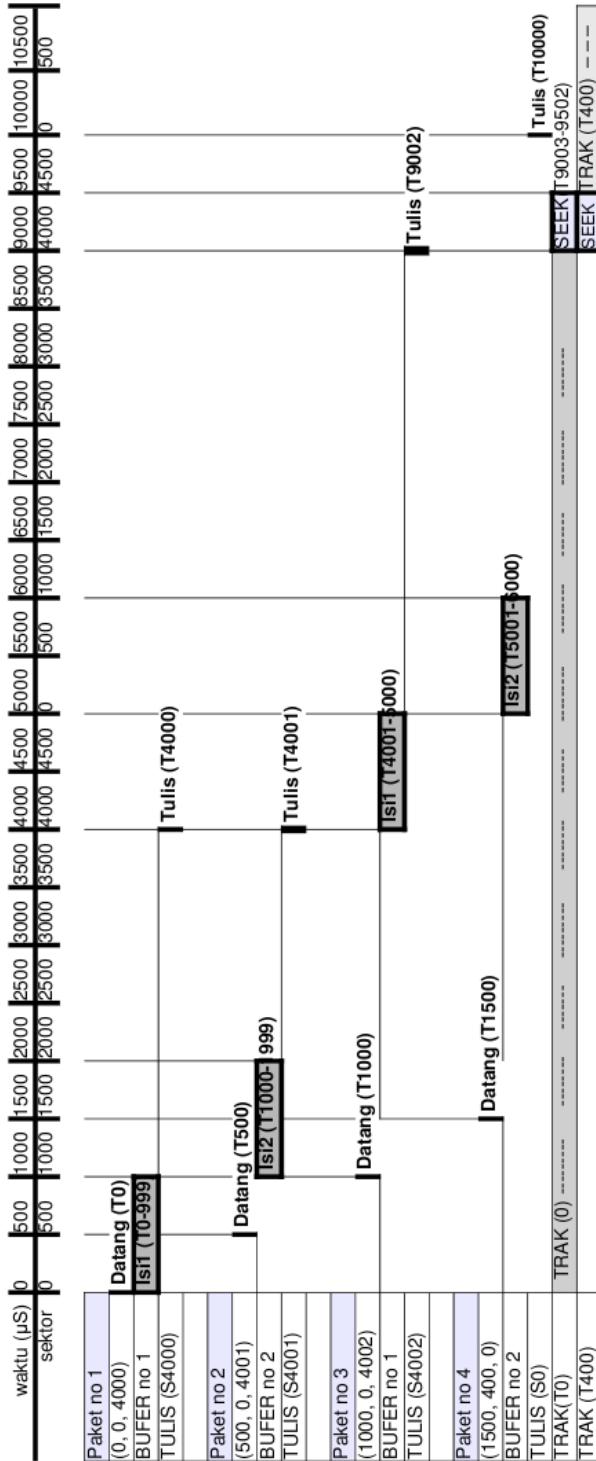 waktu (µS) 0 500 1000 1500 2000 2500 3000 3500 4000 4500 5000 5500 6000 6500 7000 7500 8000 8500 9000 9500 10000 10500
sektor 0 500 1000 1500 2000 2500 3000 3500 4000 4500 0 500 1000 1500 2000 2500 3000 3500 4000 4500 0 500
Paket no 1
(0, 0, 4000) Datang (T0)
BUFER no 1 Isi1 (T0-999
TULIS (S4000) Tulis (T4000)
Paket no 2
(500, 0, 4001) Datang (T500)
BUFER no 2 Isi2 (T1000-1999)
TULIS (S4001) Tulis (T4001)
Paket no 3
(1000, 0, 4002) Datang (T1000)
BUFER no 1 Isi1 (T4001-5000)
TULIS (S4002) Tulis (T9002)
Paket no 4
(1500, 400, 0) Datang (T1500)
BUFER no 2 Isi2 (T5001-6000)
TULIS (S0) Tulis (T10000)
TRAK(T0) TRAK (0) SEEK (T9003-9502)
TRAK (T400) SEEK TRAK (T400)